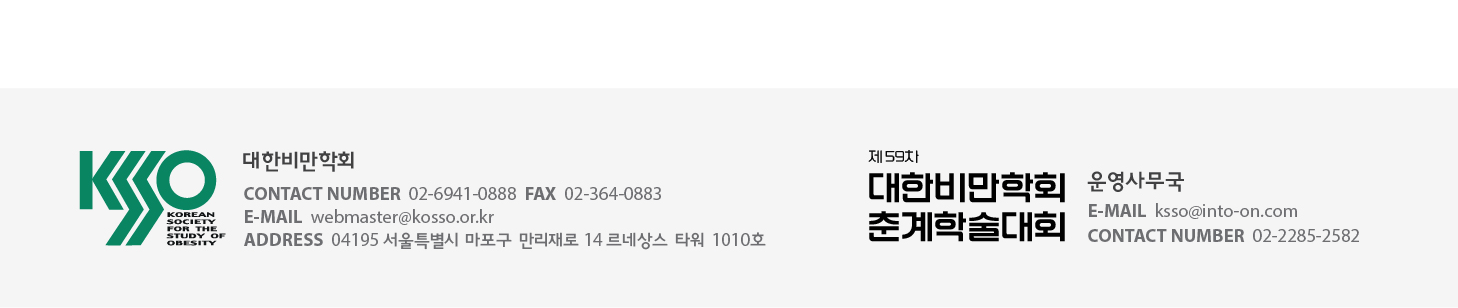 KSSO
KOREAN
SOCIETY
FOR THE
STUDY OF
OBESITY
대한비만학회
CONTACT NUMBER 02-6941-0888 FAX 02-364-0883
E-MAIL webmaster@kosso.or.kr
ADDRESS 04195 서울특별시 마포구 만리재로 14 르네상스 타워 1010호
제59차
대한비만학회
춘계학술대회
운영사무국
E-MAIL ksso@into-on.com
CONTACT NUMBER 02-2285-2582